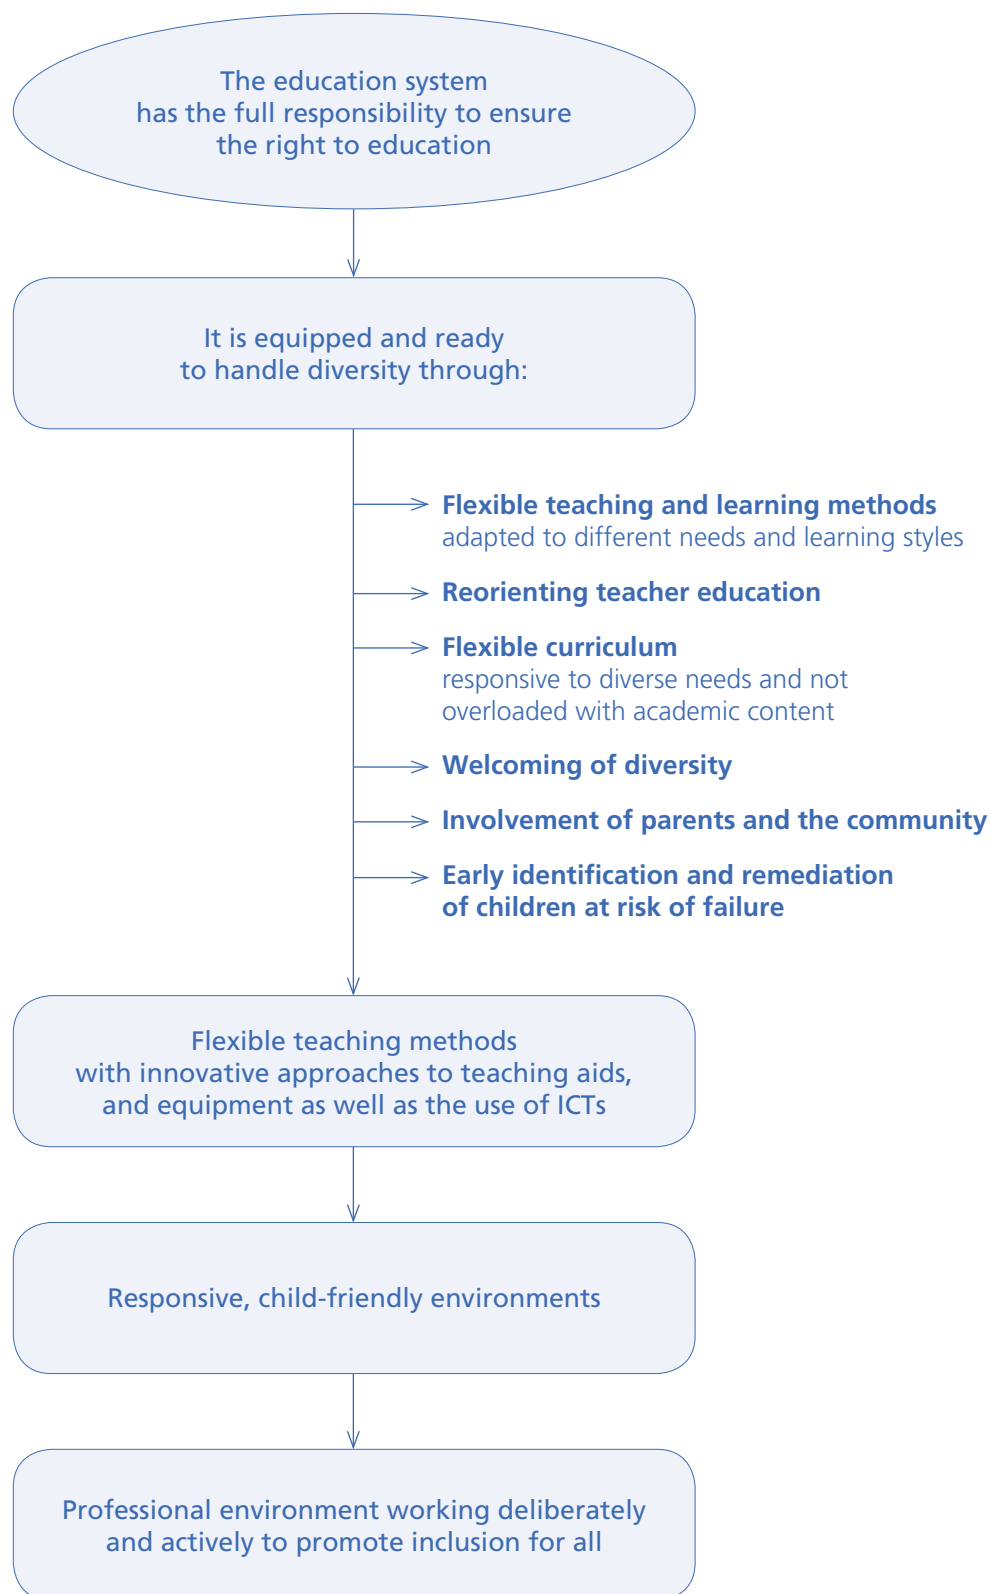 The education system
has the full responsibility to ensure
the right to education
It is equipped and ready
to handle diversity through:
Flexible teaching and learning methods
adapted to different needs and learning styles
Reorienting teacher education
Flexible curriculum
responsive to diverse needs and not
overloaded with academic content
Welcoming of diversity
Involvement of parents and the community
Early identification and remediation
of children at risk of failure
Flexible teaching methods
with innovative approaches to teaching aids,
and equipment as well as the use of ICTs
Responsive, child-friendly environments
Professional environment working deliberately
and actively to promote inclusion for all